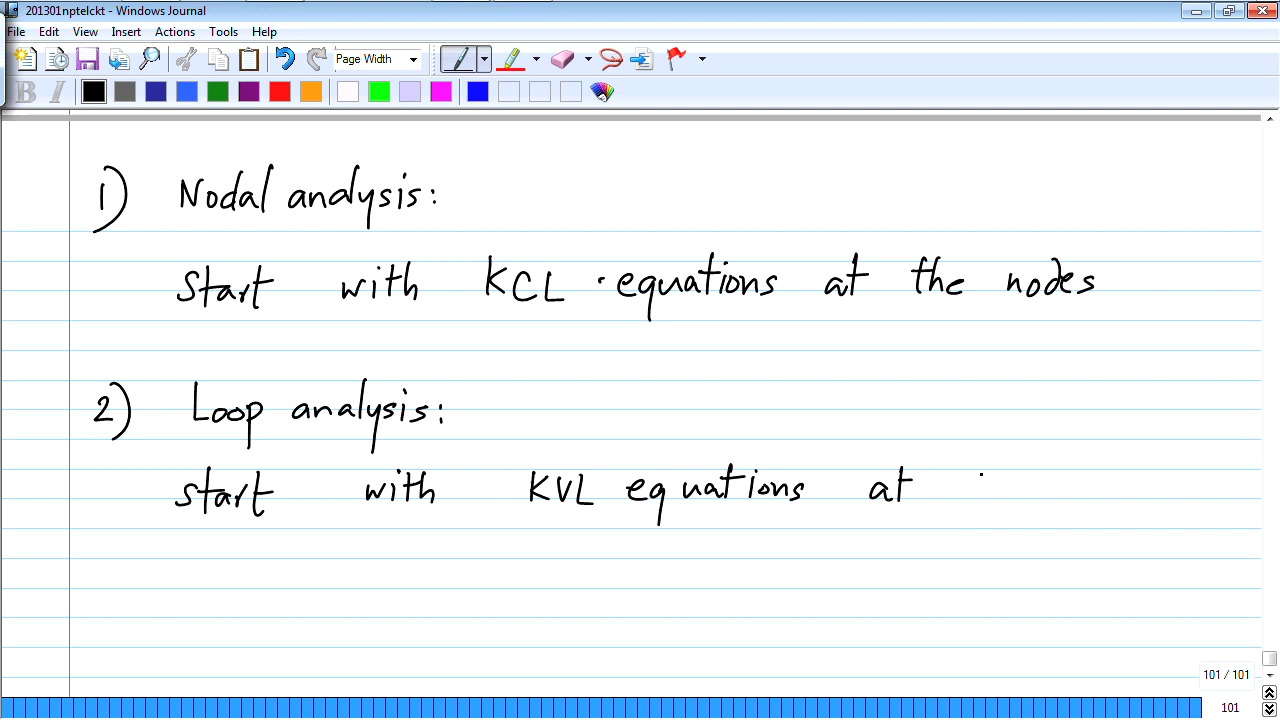 201301nptelckt - Windows Journal
File Edit View Insert Actions Tools Help
Page Width
B I
1) Nodal analysis:
Start with KCL equations at the nodes
2) Loop analysis:
start with KVL equations at
101 / 101
101